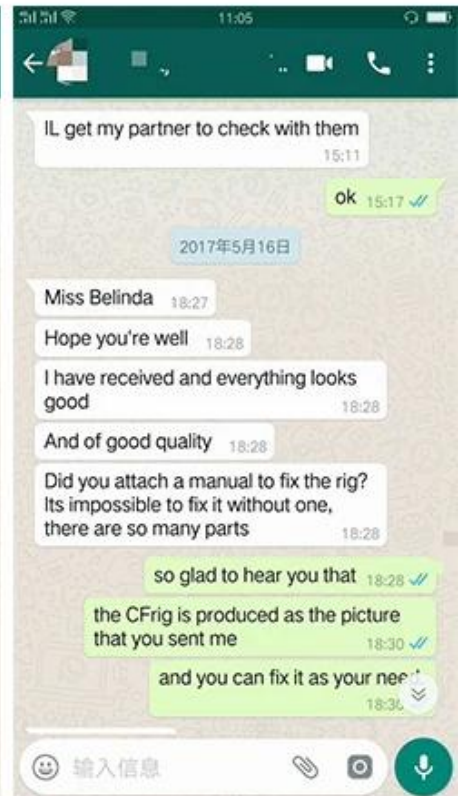 11:05
IL get my partner to check with them
15:11
ok 15:17
2017年5月16日
Miss Belinda 18:27
Hope you're well 18:28
I have received and everything looks
good
18:28
And of good quality 18:28
Did you attach a manual to fix the rig?
Its impossible to fix it without one,
there are so many parts
18:28
so glad to hear you that 18:28
the CFrig is produced as the picture
that you sent me
18:30
and you can fix it as your need
输入信息